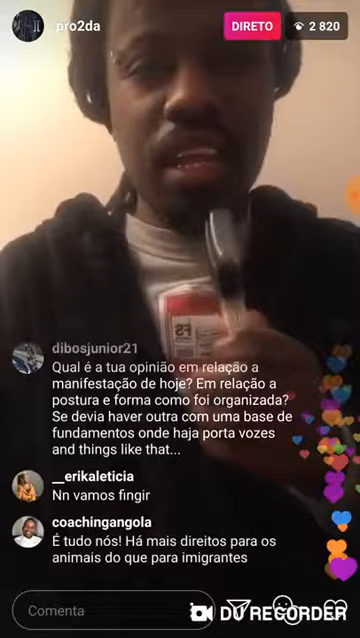 pro2da
DIRETO
2 820
dibosjunior21
Qual é a tua opinião em relação a
manifestação de hoje? Em relação a
postura e forma como foi organizada?
Se devia haver outra com uma base de
fundamentos onde haja porta vozes
and things like that...
__erikaleticia
Nn vamos fingir
coachingangola
É tudo nós! Há mais direitos para os
animais do que para imigrantes
Comenta
DU RECORDER